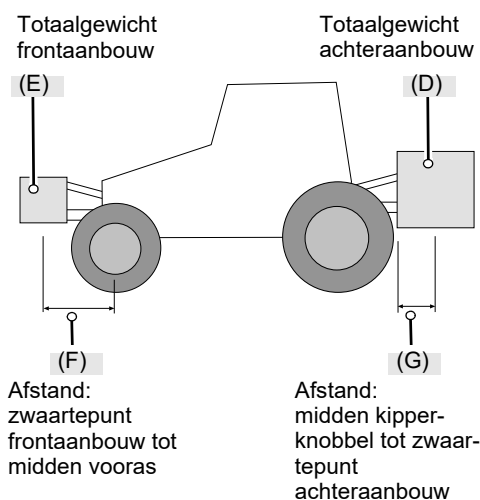 Totaalgewicht
frontaanbouw
(E)
Totaalgewicht
achteraanbouw
(D)
(F)
Afstand:
zwaartepunt
frontaanbouw tot
midden vooras
(G)
Afstand:
midden kipper-
knobbel tot zwaar-
tepunt
achteraanbouw